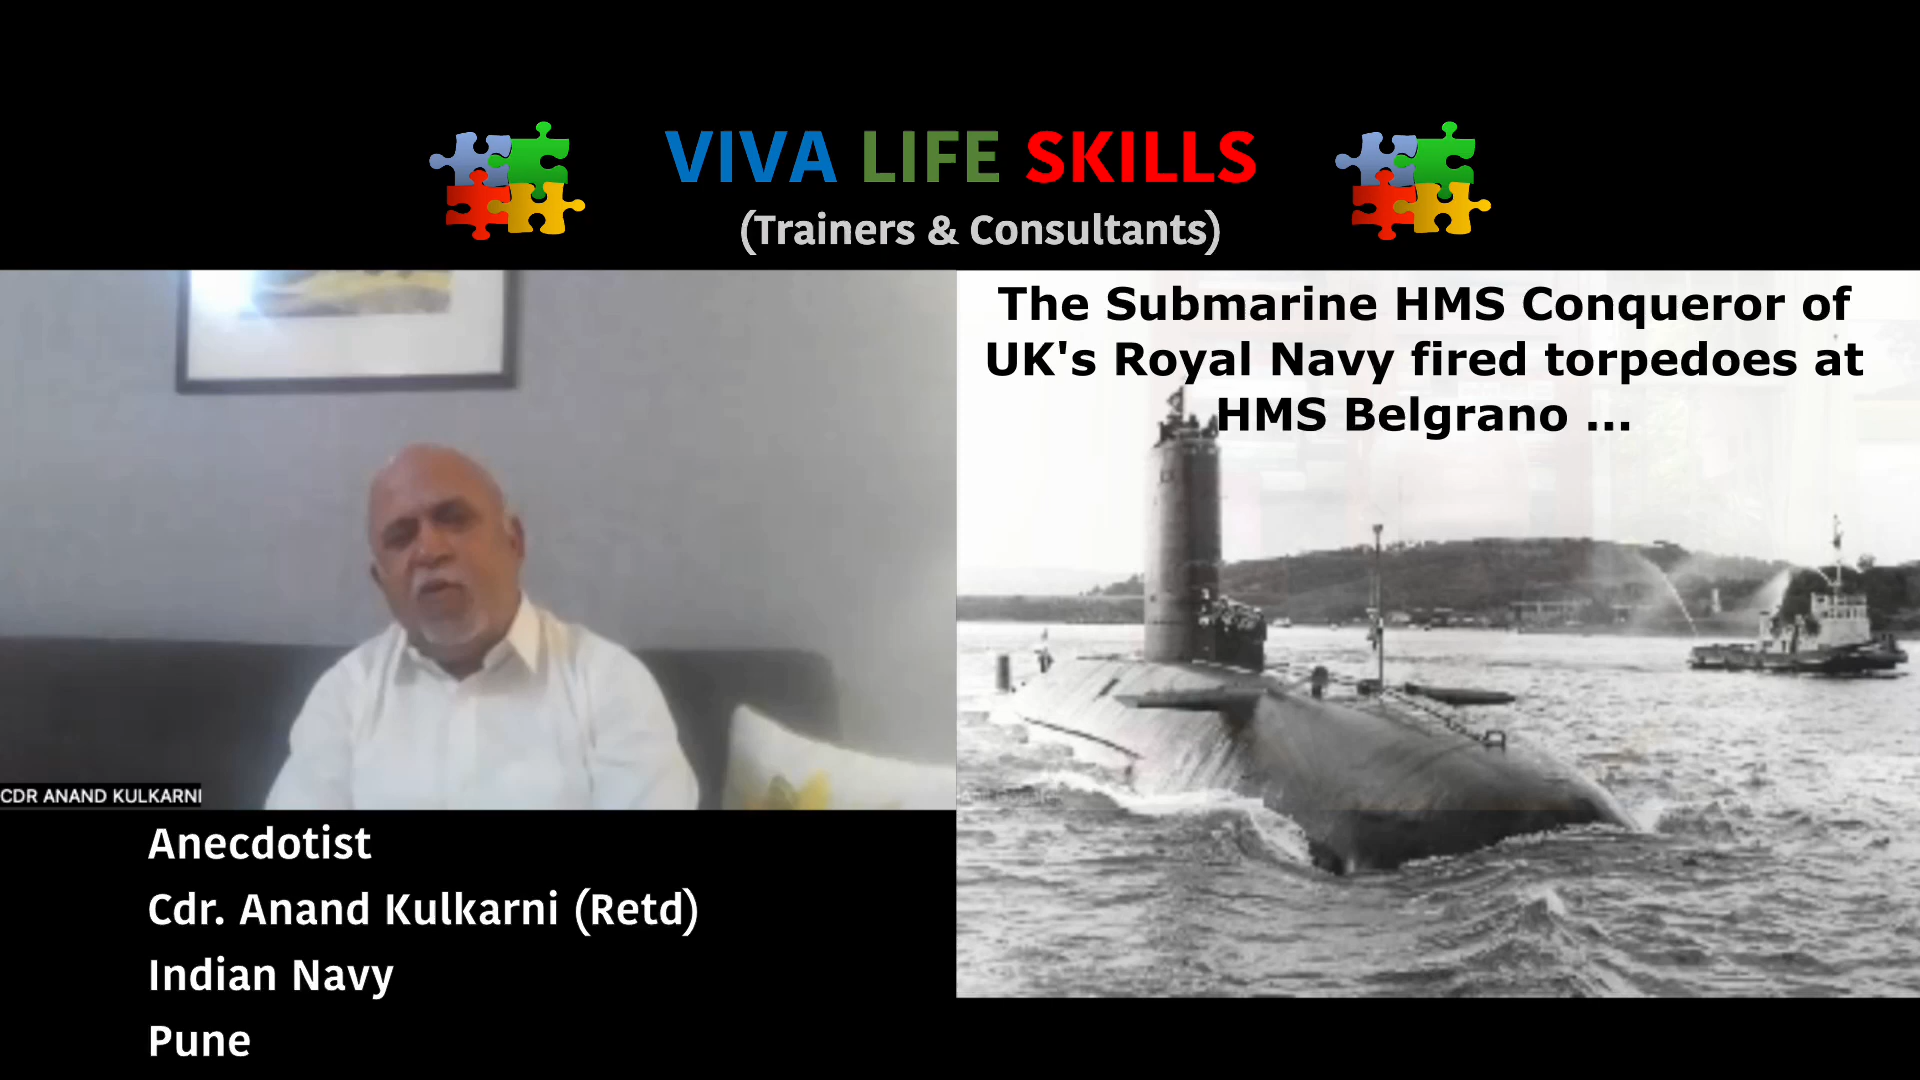 VIVA LIFE SKILLS
(Trainers & Consultants)
The Submarine HMS Conqueror of
UK's Royal Navy fired torpedoes at
HMS Belgrano ...
CDR ANAND KULKARNI
Anecdotist
Cdr. Anand Kulkarni (Retd)
Indian Navy
Pune